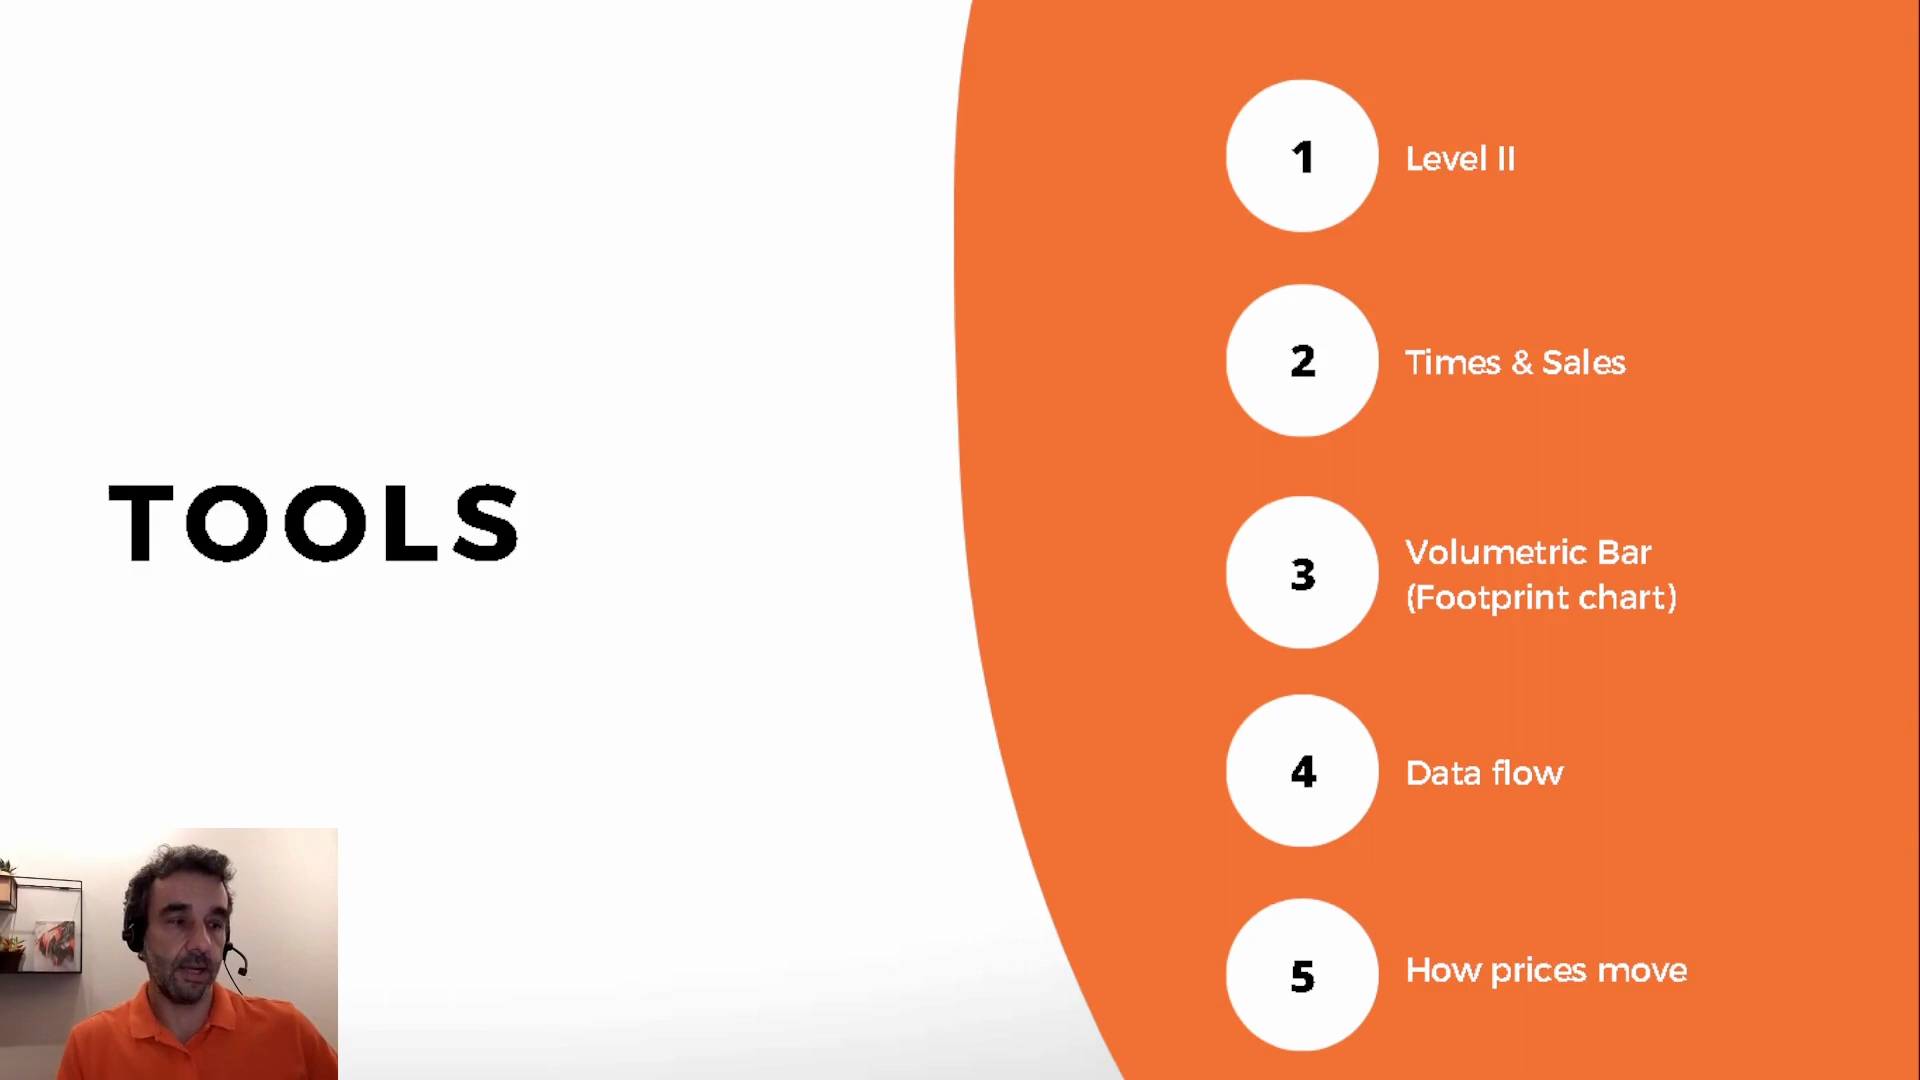 TOOLS
1
Level II
2
Times & Sales
3
Volumetric Bar
(Footprint chart)
4
Data flow
5
How prices move